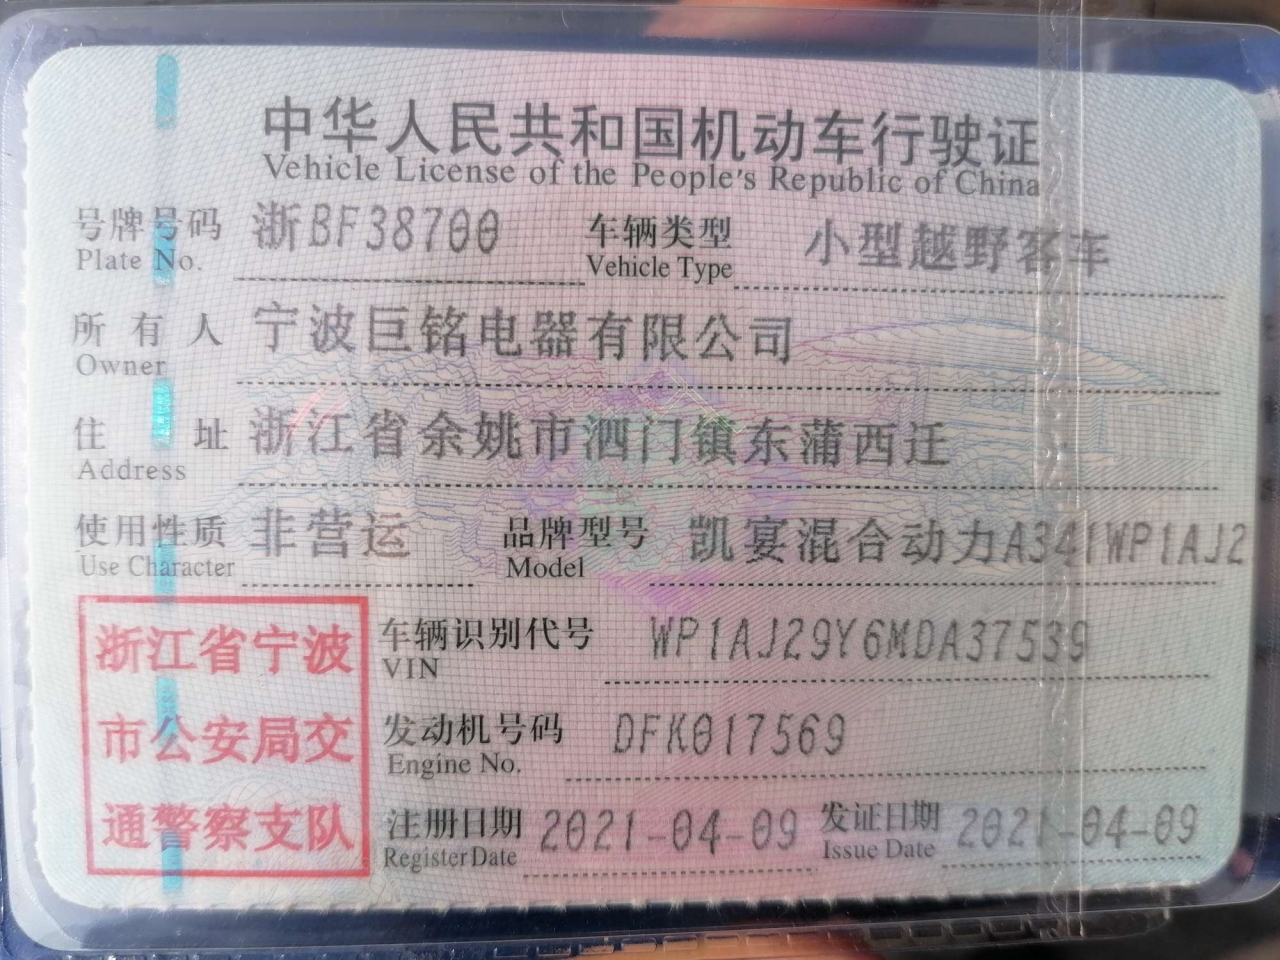 中华人民共和国机动车行驶证
Vehicle License of the People's Republic of China
号牌号码 浙BF38700 车辆类型 小型越野客车
Plate No. Vehicle Type
所有人 宁波巨铭电器有限公司
Owner
住址 浙江省余姚市泗门镇东蒲西迁
Address
使用性质 非营运 品牌型号 凯宴混合动力A341WP1AJ2
Use Character Model
浙江省宁波
市公安局交
通警察支队
车辆识别代号 WP1AJ29Y6MDA37539
VIN
发动机号码 DFK017569
Engine No.
注册日期 2021-04-09 发证日期 2021-04-09
Register Date Issue Date